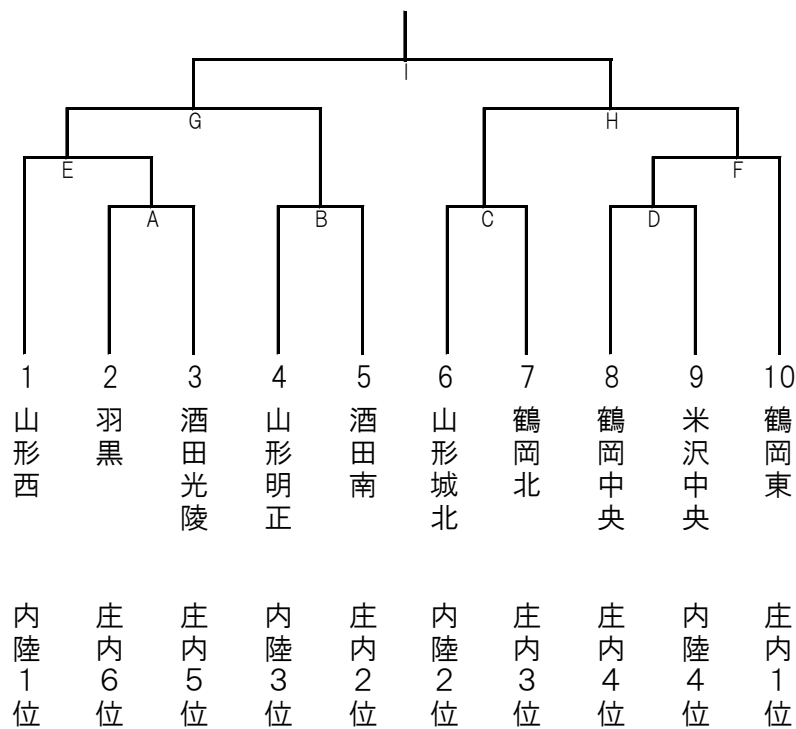 I
G
H
E
F
A
B
C
D
1
2
3
4
5
6
7
8
9
10
山形西
羽黒
酒田光陵
山形明正
酒田南
山形城北
鶴岡北
鶴岡中央
米沢中央
鶴岡東
内陸1位
庄内6位
庄内5位
内陸3位
庄内2位
内陸2位
庄内3位
庄内4位
内陸4位
庄内1位